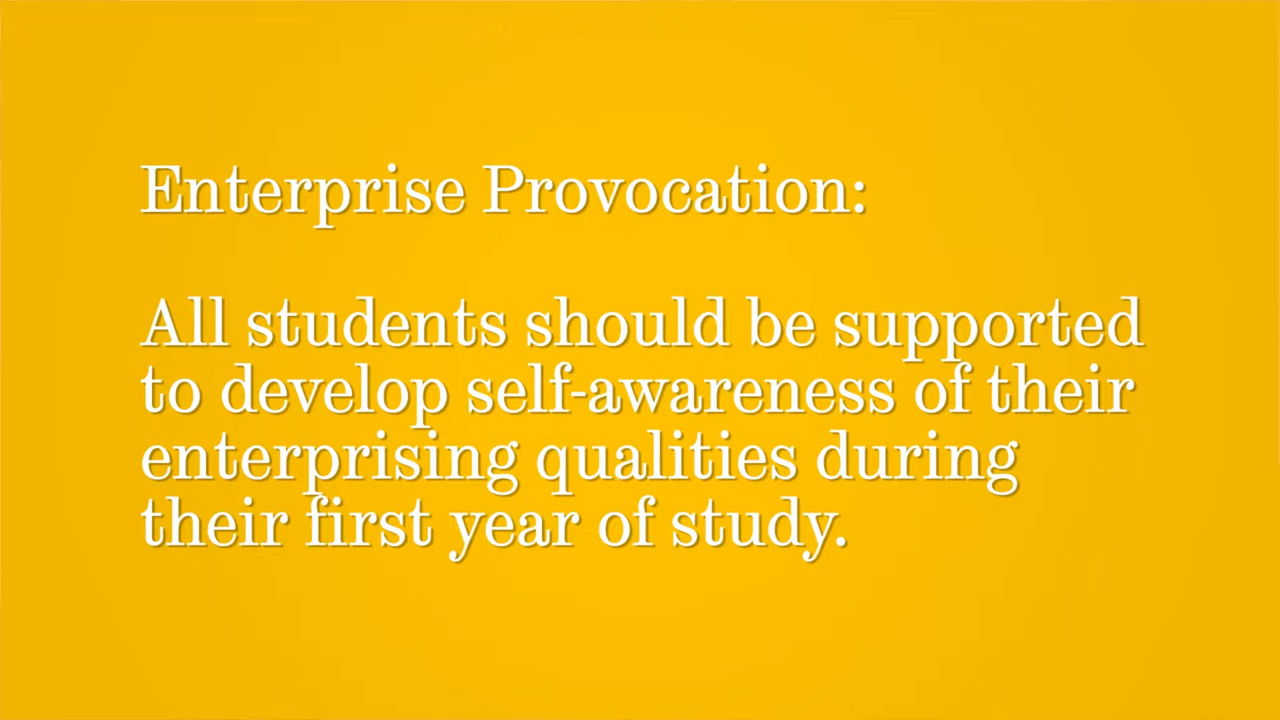 Enterprise Provocation:
All students should be supported
to develop self-awareness of their
enterprising qualities during
their first year of study.